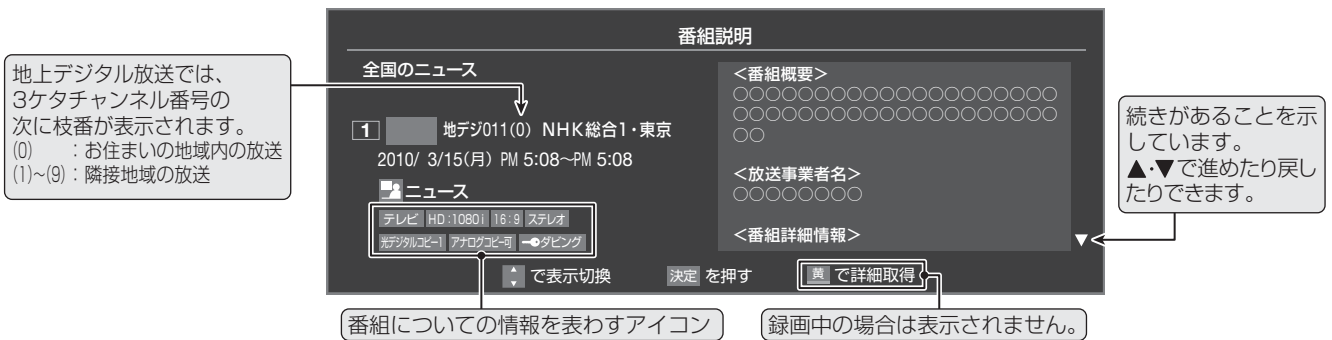 番組説明
地上デジタル放送では、
3ケタチャンネル番号の
次に枝番が表示されます。
(0) :お住まいの地域内の放送
(1)~(9):隣接地域の放送
全国のニュース
1 地デジ011(0) NHK総合1・東京
2010/ 3/15(月) PM 5:08~PM 5:08
ニュース
テレビ HD:1080i 16:9 ステレオ
光デジタルコピー1 アナログコピー可 ダビング
<番組概要>
○○○○○○○○○○○○○○○○○○○○
○○○○○○○○○○○○○○○○○○○○
○○
<放送事業者名>
○○○○○○○○
<番組詳細情報>
▼
続きがあることを示
しています。
▲・▼で進めたり戻し
たりできます。
で表示切換 決定 を押す 黄 で詳細取得
番組についての情報を表わすアイコン
録画中の場合は表示されません。